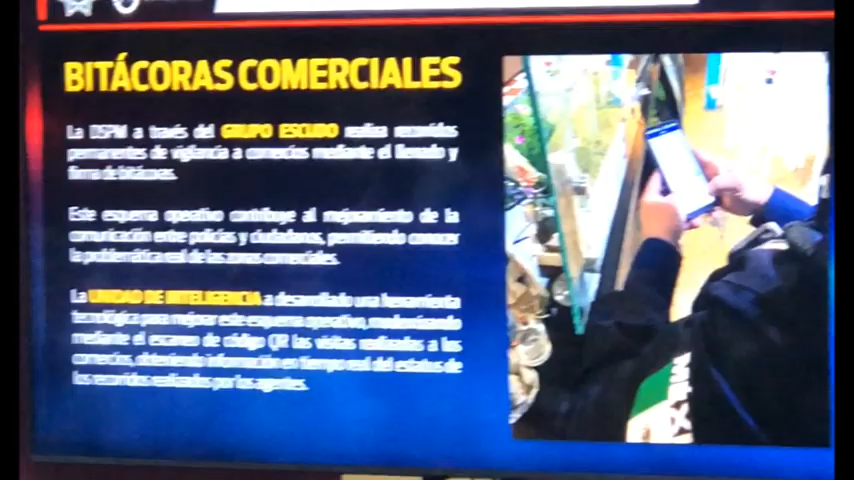 BITÁCORAS COMERCIALES
La DSPM a través del GRUPO ESCUDO realiza recorridos
permanentes de vigilancia a comercios mediante el llenado y
firma de bitácoras.
Este esquema operativo contribuye al mejoramiento de la
comunicación entre policías y ciudadanos, permitiendo conocer
la problemática real de las zonas comerciales.
La UNIDAD DE INTELIGENCIA a desarrollado una herramienta
tecnológica para mejorar este esquema operativo, modernizando
mediante el escaneo de código QR las visitas realizadas a los
comercios, obteniendo información en tiempo real del estatus de
los recorridos realizados por los agentes.